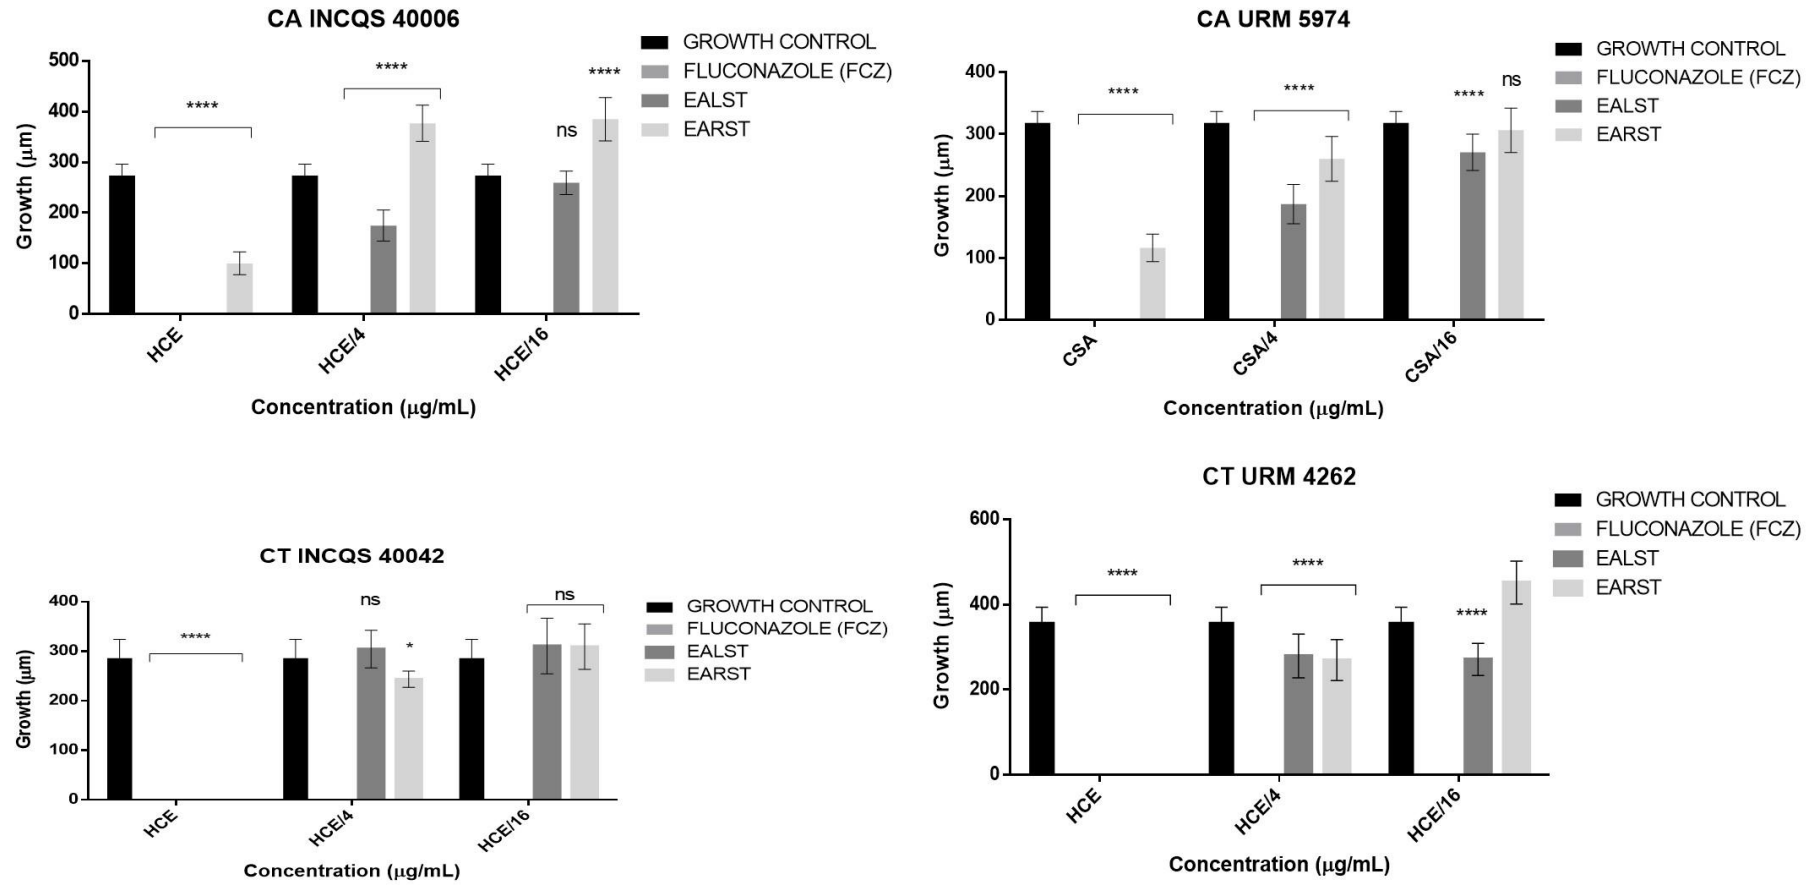 CA INCQS 40006
GROWTH CONTROL
FLUCONAZOLE (FCZ)
EALST
EARST
Growth (μm)
500
400
300
200
100
0
****
****
ns
****
HCE
HCE/4
HCE/16
Concentration (μg/mL)
CA URM 5974
GROWTH CONTROL
FLUCONAZOLE (FCZ)
EALST
EARST
Growth (μm)
400
300
200
100
0
****
****
****
ns
CSA
CSA/4
CSA/16
Concentration (μg/mL)
CT INCQS 40042
GROWTH CONTROL
FLUCONAZOLE (FCZ)
EALST
EARST
Growth (μm)
400
300
200
100
0
****
ns
*
ns
HCE
HCE/4
HCE/16
Concentration (μg/mL)
CT URM 4262
GROWTH CONTROL
FLUCONAZOLE (FCZ)
EALST
EARST
Growth (μm)
600
400
200
0
****
****
****
HCE
HCE/4
HCE/16
Concentration (μg/mL)